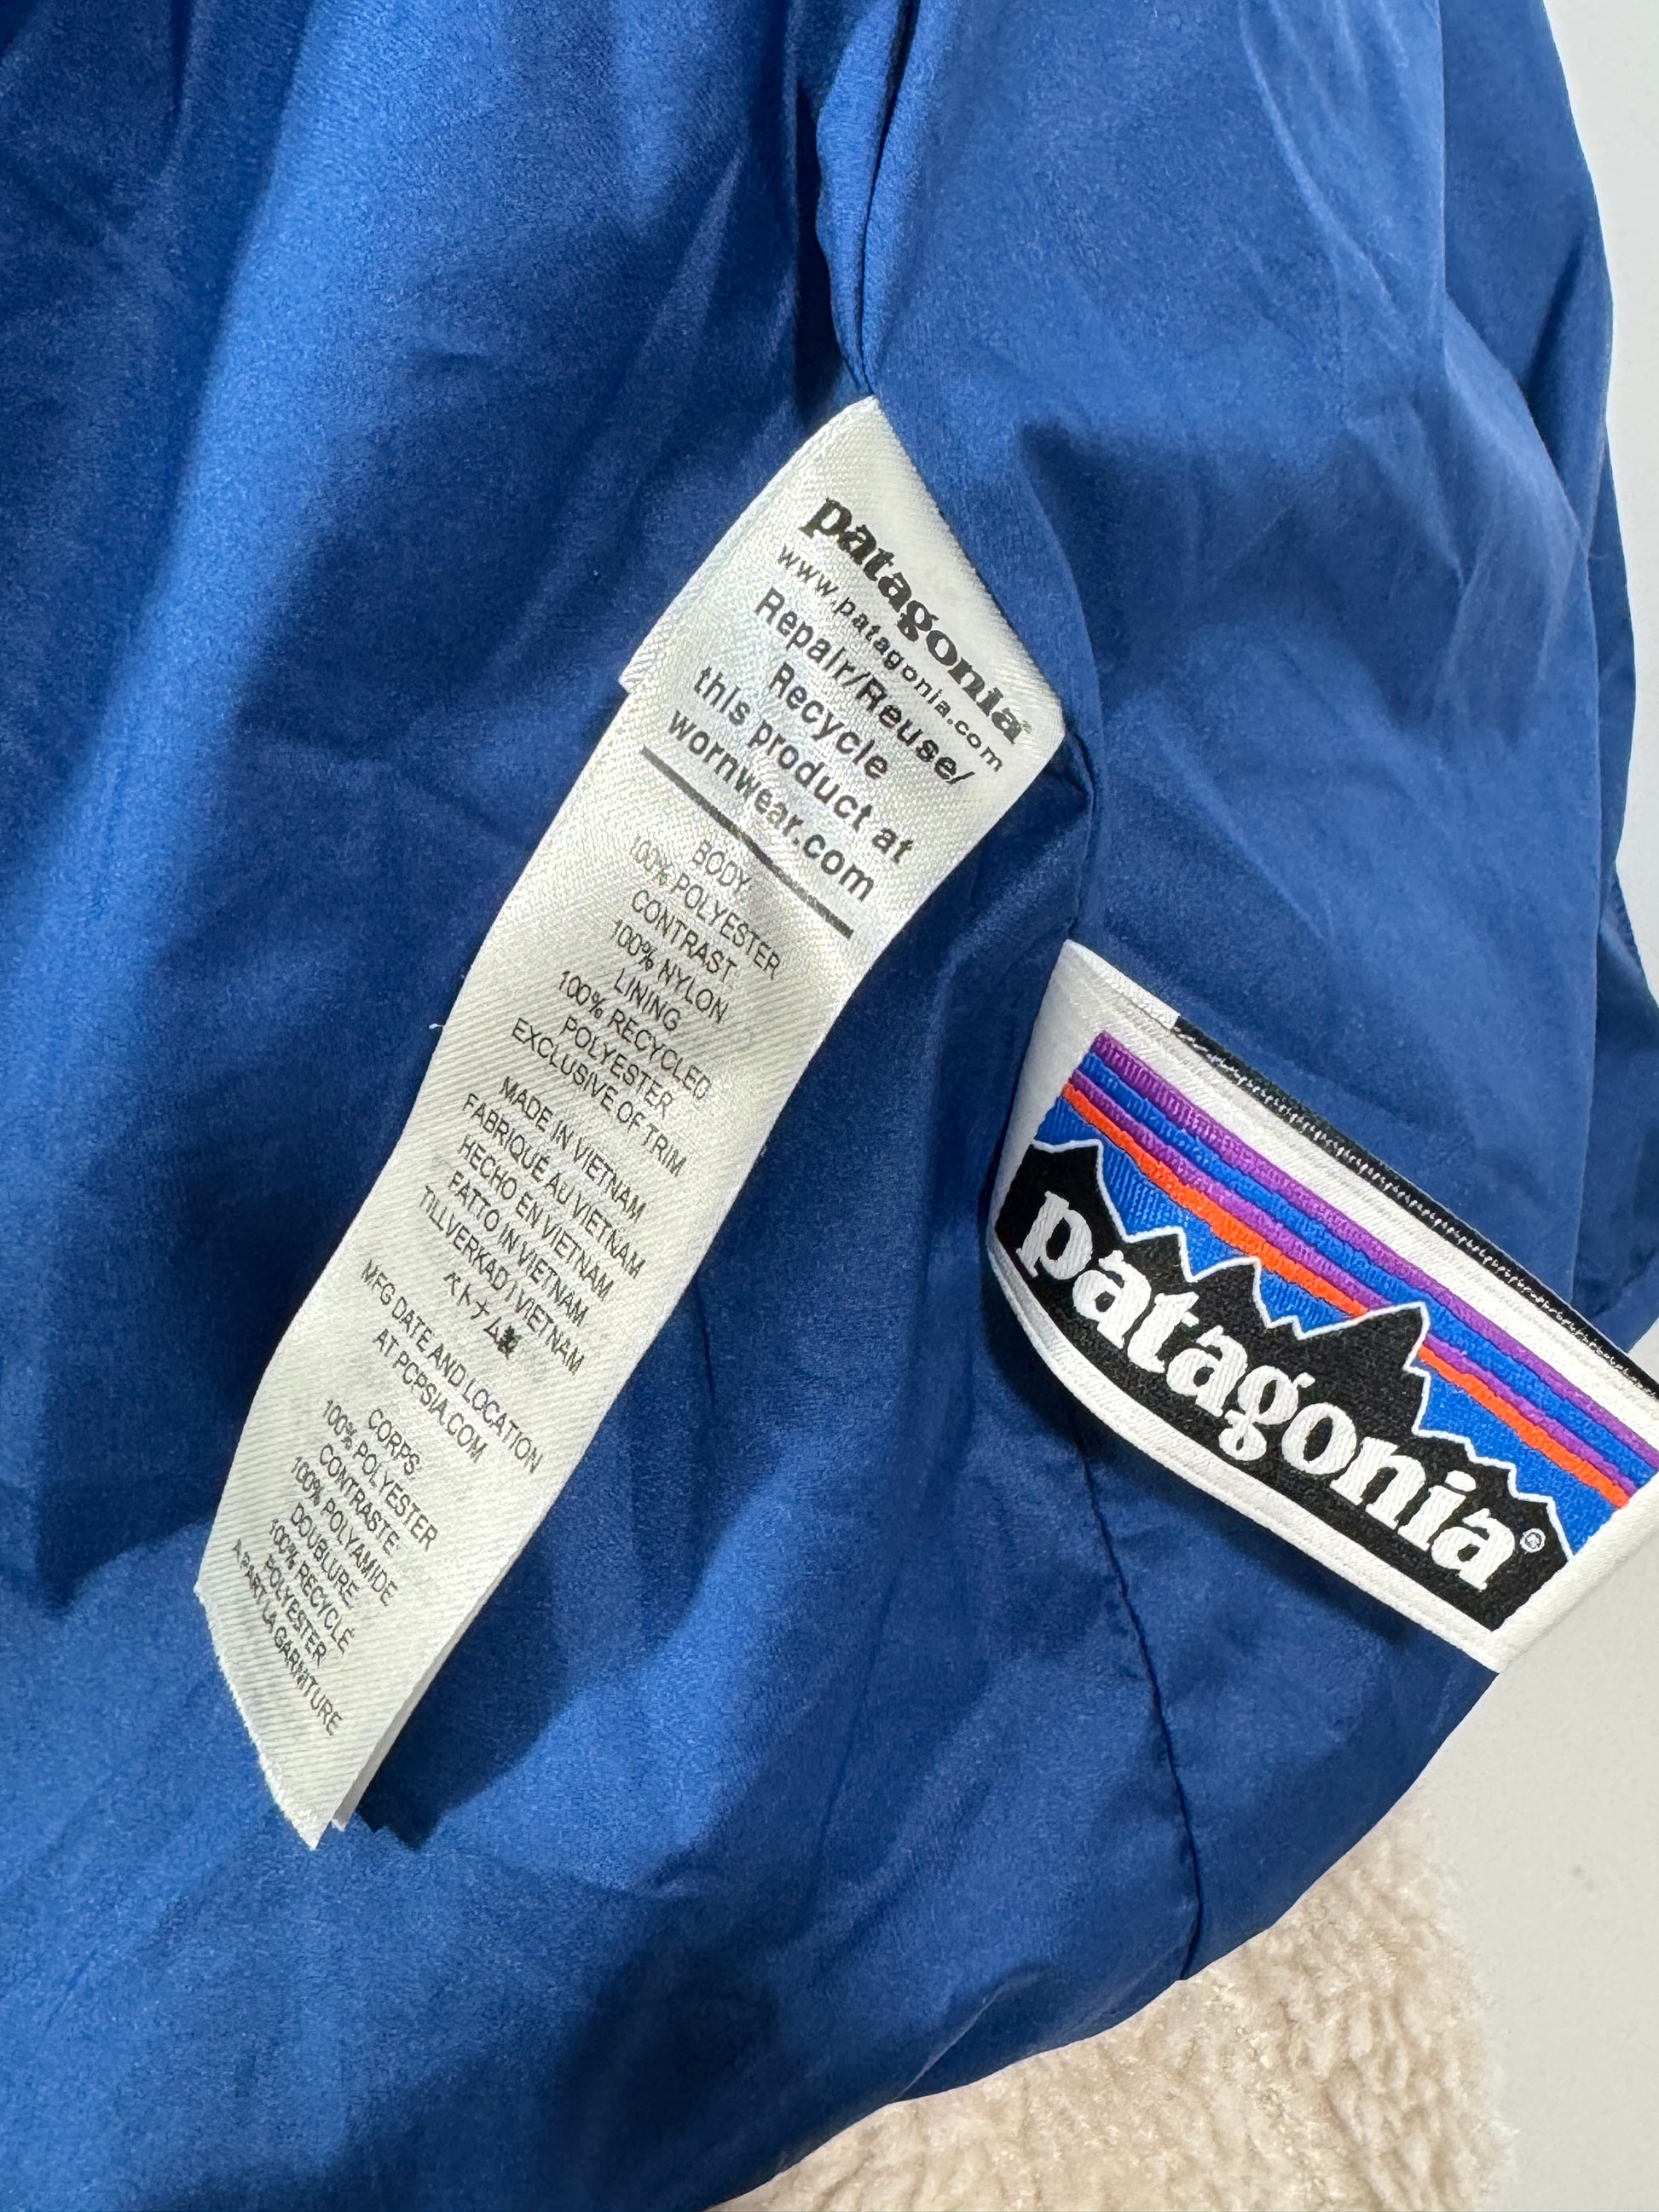 patagonia®
www.patagonia.com
Repair/Reuse/
Recycle
this product at
wornwear.com
BODY:
100% POLYESTER
CONTRAST:
100% NYLON
LINING
100% RECYCLED
POLYESTER
EXCLUSIVE OF TRIM
MADE IN VIETNAM
FABRIQUÉ AU VIETNAM
HECHO EN VIETNAM
FATTO IN VIETNAM
TILLVERKAD I VIETNAM
ベトナム製
MFG DATE AND LOCATION
AT PCPSIA.COM
CORPS:
100% POLYESTER
CONTRASTE:
100% POLYAMIDE
DOUBLURE:
100% RECYCLÉ
POLYESTER
A PART LA GARNITURE
patagonia®